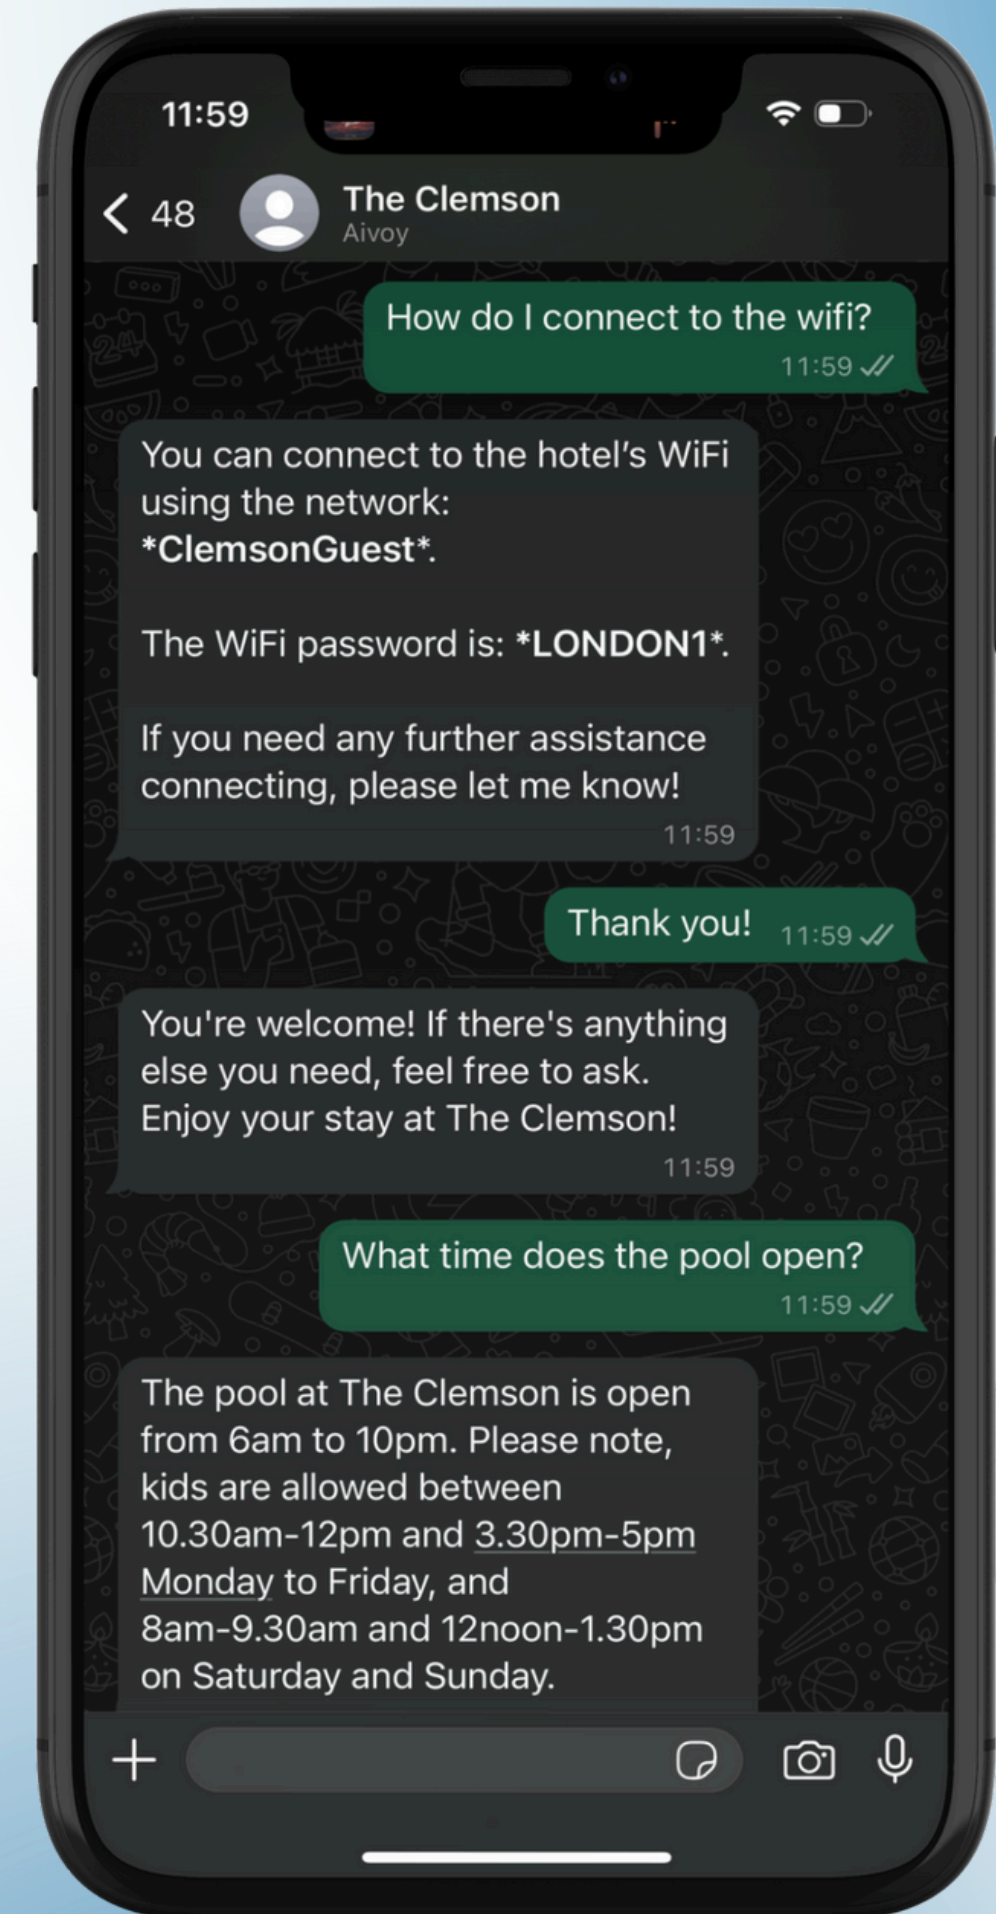 11:59
48
The Clemson
Aivoy
How do I connect to the wifi?
11:59
You can connect to the hotel's WiFi
using the network:
*ClemsonGuest*.
The WiFi password is: *LONDON1*.
If you need any further assistance
connecting, please let me know!
11:59
Thank you! 11:59
You're welcome! If there's anything
else you need, feel free to ask.
Enjoy your stay at The Clemson!
11:59
What time does the pool open?
11:59
The pool at The Clemson is open
from 6am to 10pm. Please note,
kids are allowed between
10.30am-12pm and 3.30pm-5pm
Monday to Friday, and
8am-9.30am and 12noon-1.30pm
on Saturday and Sunday.